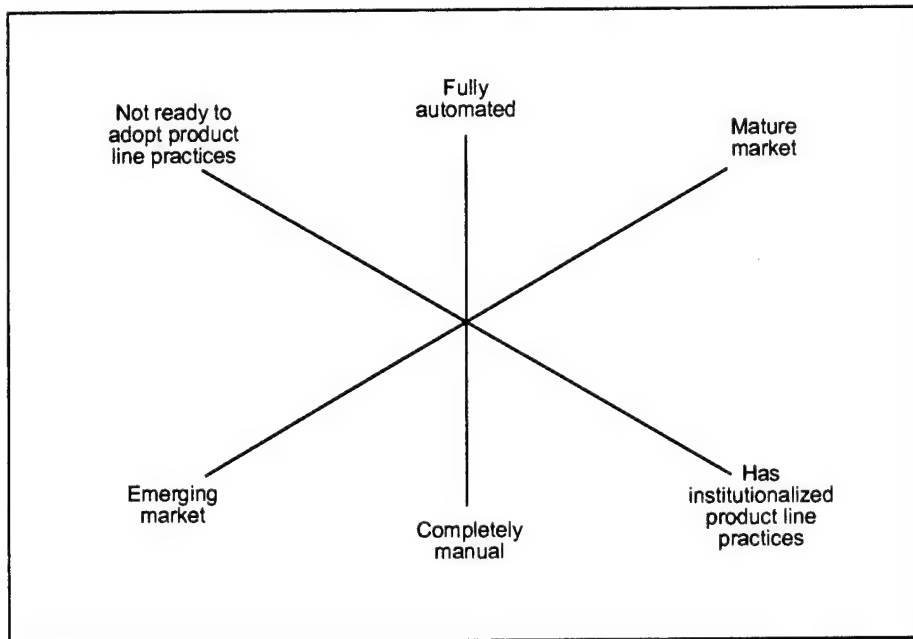 Not ready to
adopt product
line practices
Fully
automated
Mature
market
Emerging
market
Completely
manual
Has
institutionalized
product line
practices